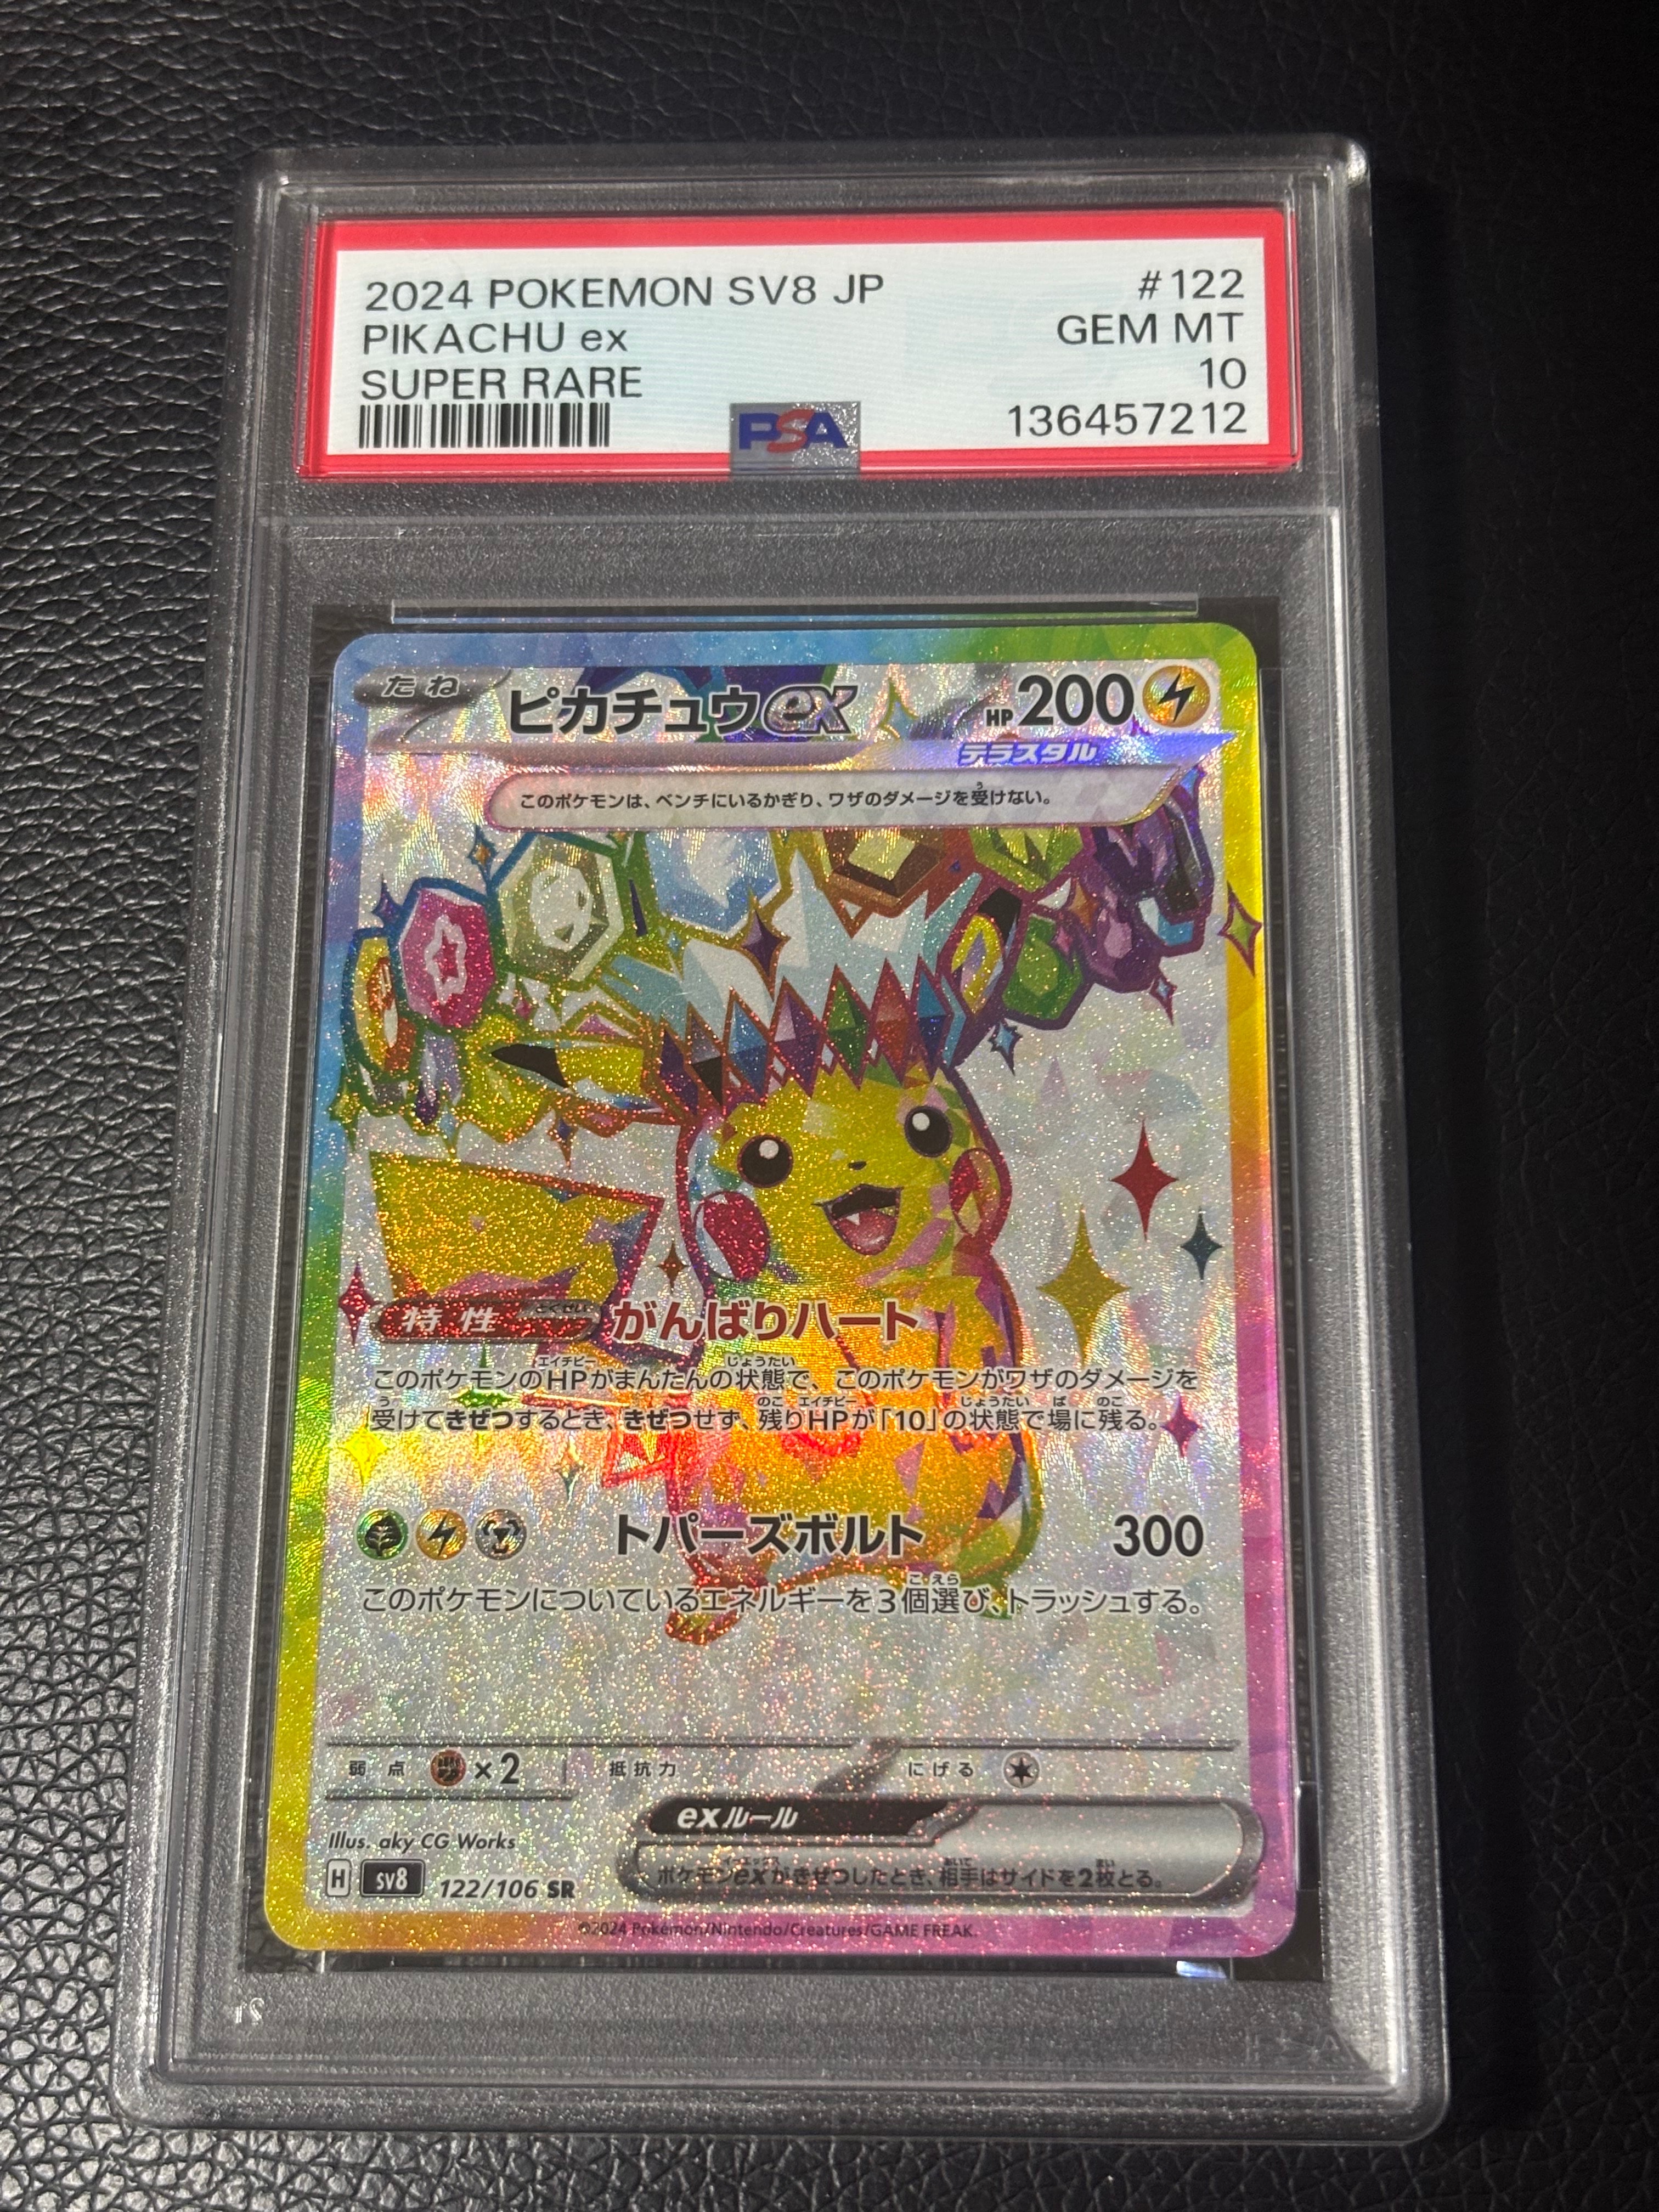 2024 POKEMON SV8 JP #122
PIKACHU ex GEM MT
SUPER RARE 10
PSA 136457212
たね ピカチュウex HP200
テラスタル
このポケモンは、ベンチにいるかぎり、ワザのダメージを受けない。
特性 がんばりハート
このポケモンのHPがまんたんの状態で、このポケモンがワザのダメージを
受けてきぜつするとき、きぜつせず、残りHPが「10」の状態で場に残る。
トパーズボルト 300
このポケモンについているエネルギーを3個選び、トラッシュする。
弱点 ×2 抵抗力 にげる
exルール
ポケモンexがきぜつしたとき、相手はサイドを2枚とる。
Illus. aky CG Works
H sv8 122/106 SR
©2024 Pokémon/Nintendo/Creatures/GAME FREAK.